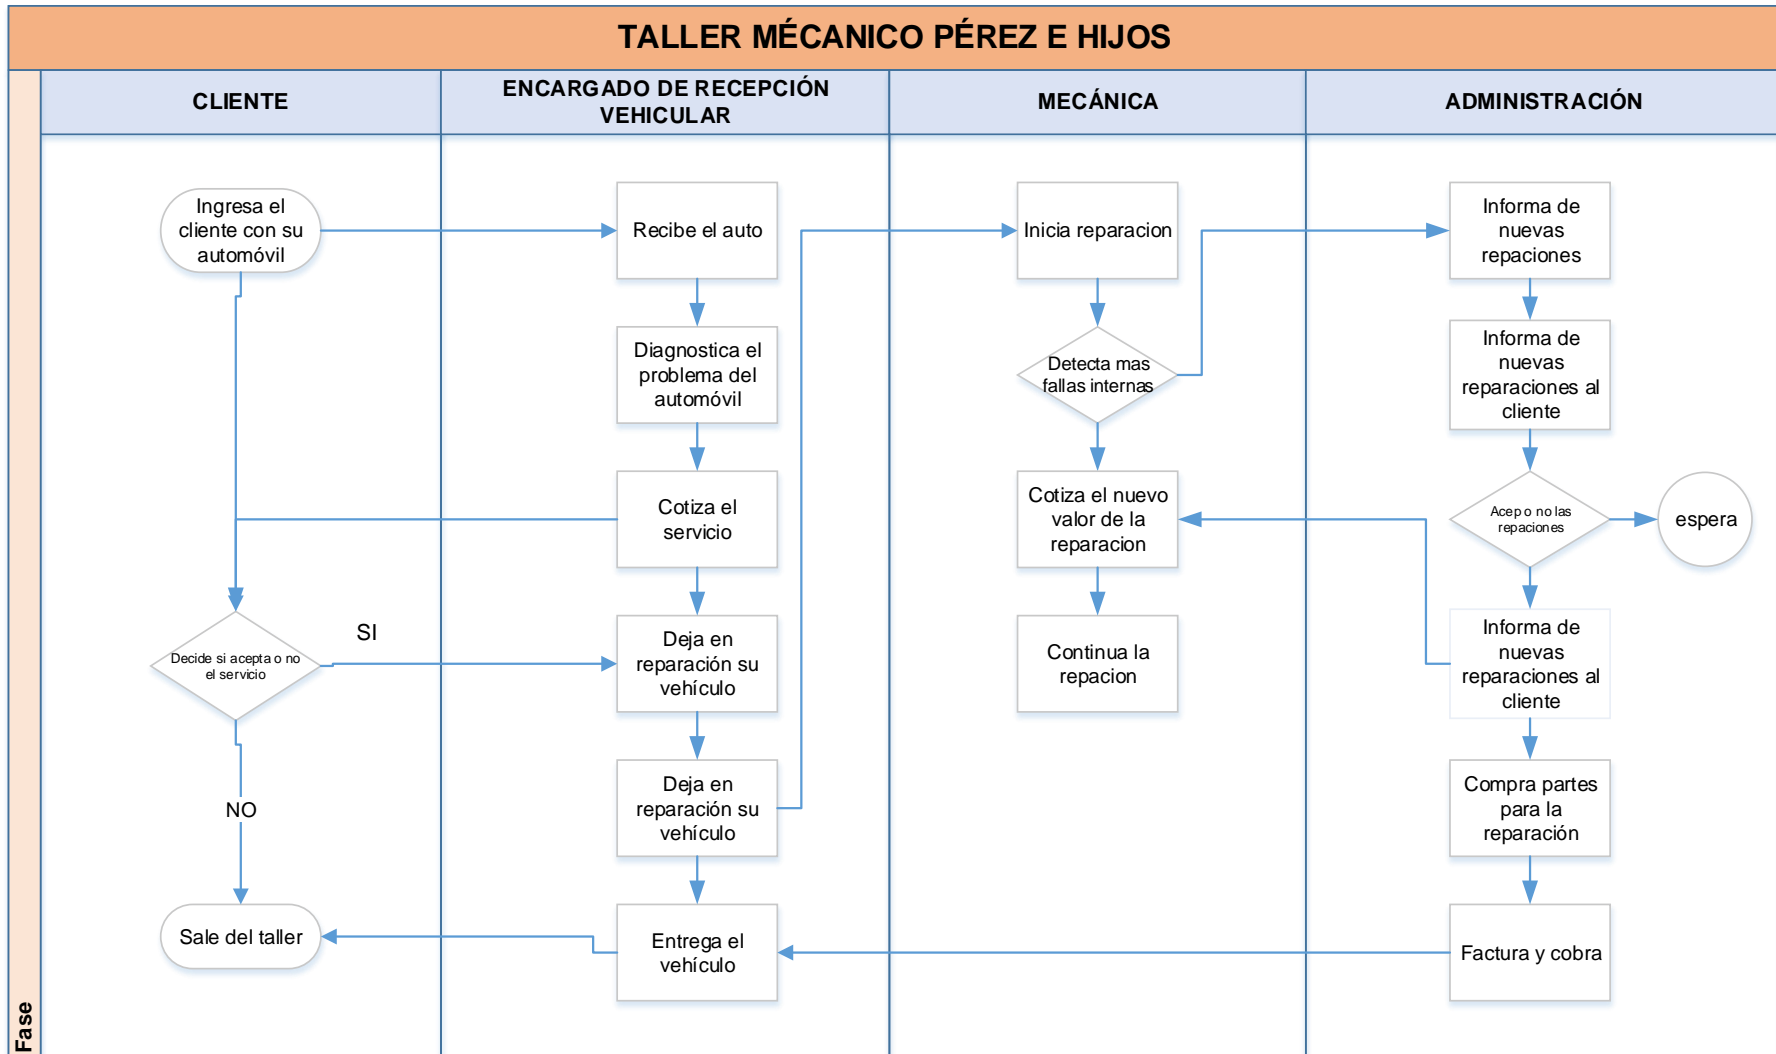 TALLER MÉCANICO PÉREZ E HIJOS
Fase
CLIENTE
ENCARGADO DE RECEPCIÓN
VEHICULAR
MECÁNICA
ADMINISTRACIÓN
Ingresa el
cliente con su
automóvil
Recibe el auto
Inicia reparacion
Informa de
nuevas
repaciones
Diagnostica el
problema del
automóvil
Detecta mas
fallas internas
Informa de
nuevas
reparaciones al
cliente
Cotiza el
servicio
Cotiza el nuevo
valor de la
reparacion
Acep o no las
repaciones
espera
Decide si acepta o no
el servicio
SI
Deja en
reparación su
vehículo
Continua la
repacion
Informa de
nuevas
reparaciones al
cliente
NO
Deja en
reparación su
vehículo
Compra partes
para la
reparación
Sale del taller
Entrega el
vehículo
Factura y cobra